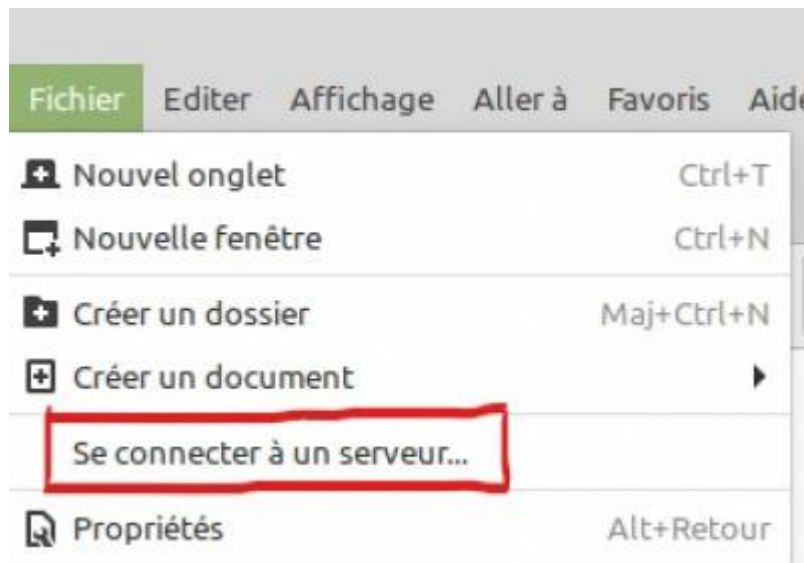 Fichier Editer Affichage Aller à Favoris Aide
Nouvel onglet Ctrl+T
Nouvelle fenêtre Ctrl+N
Créer un dossier Maj+Ctrl+N
Créer un document
Se connecter à un serveur...
Propriétés Alt+Retour